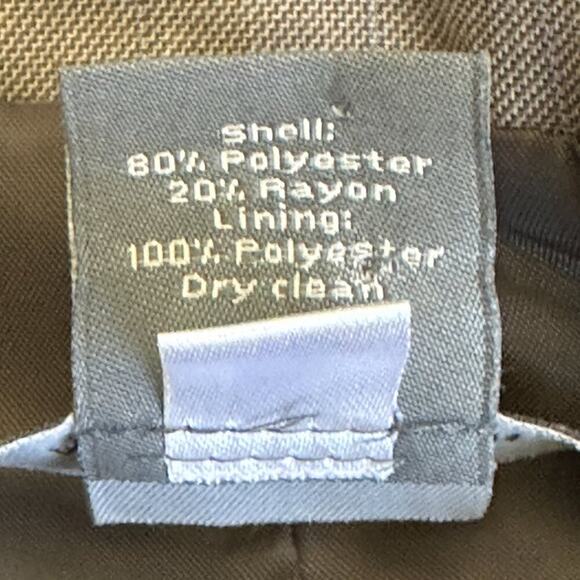 Shell:
80% Polyester
20% Rayon
Lining:
100% Polyester
Dry clean